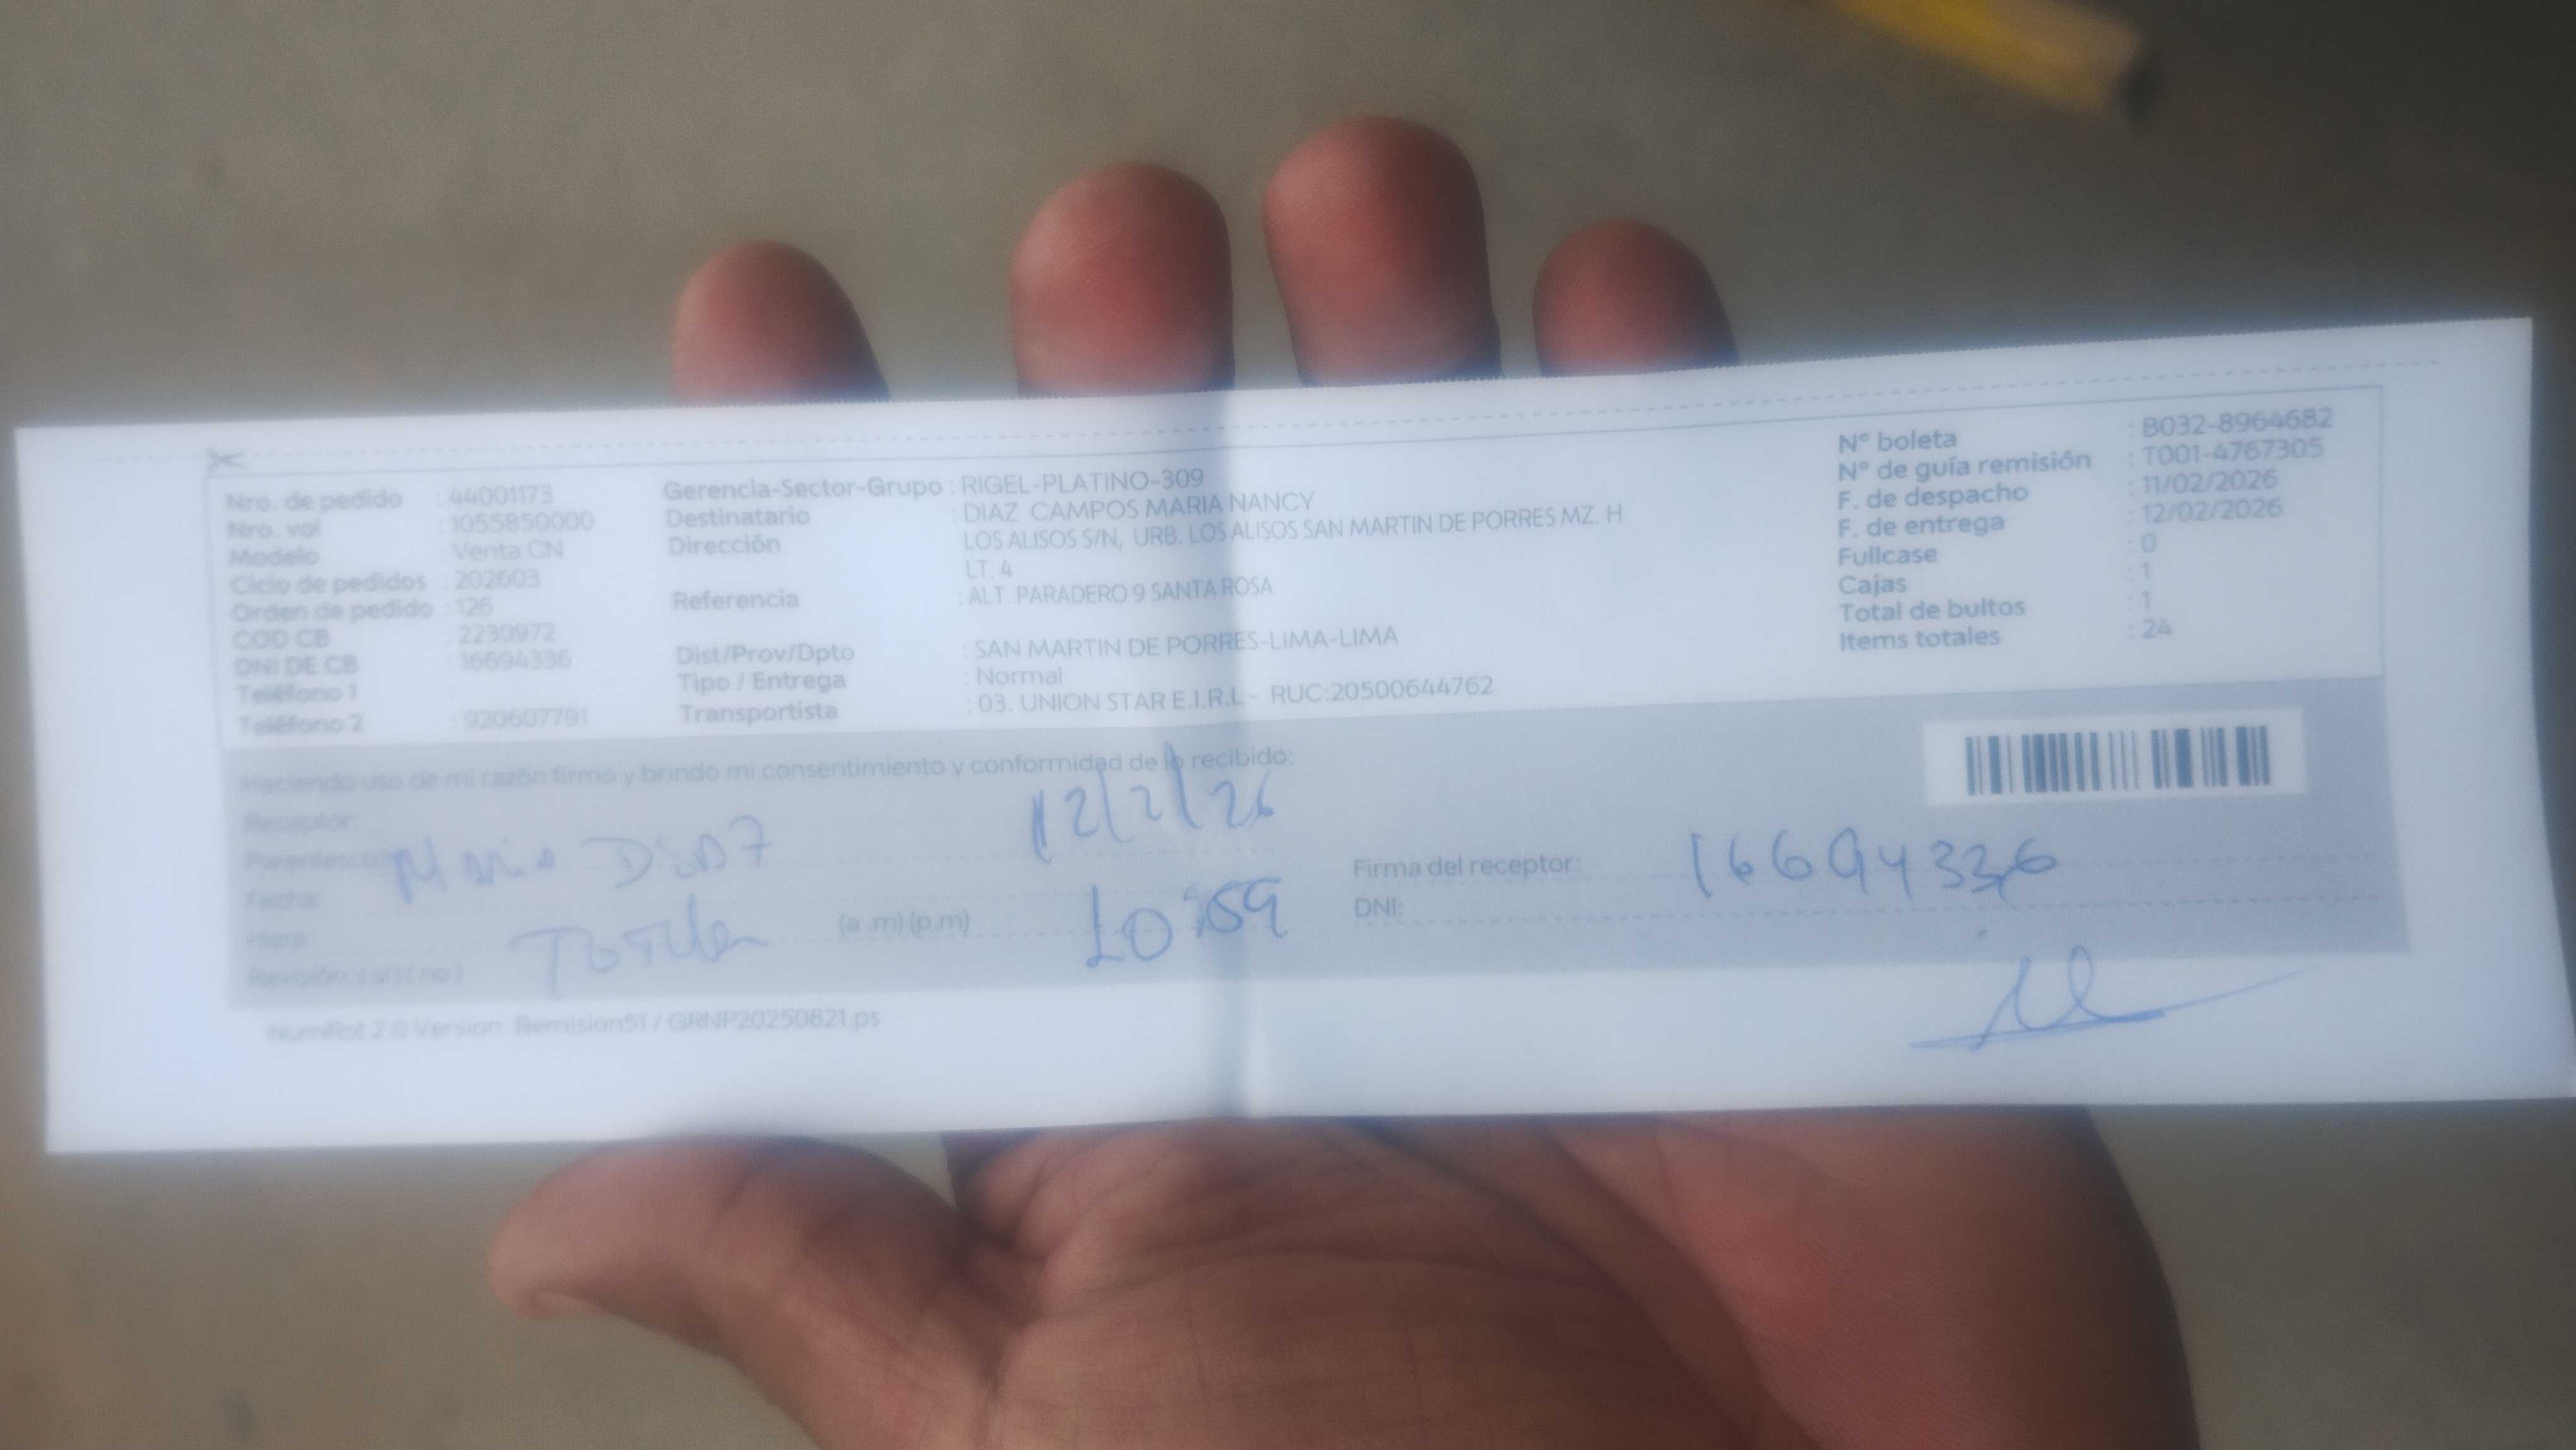 Nro. de pedido : 44001173
Nro. vol : 1055850000
Modelo : Venta CN
Ciclo de pedidos : 202603
Orden de pedido : 126
COD CB : 2230972
DNI DE CB : 16694336
Teléfono 1 :
Teléfono 2 : 920607791
Gerencia-Sector-Grupo : RIGEL-PLATINO-309
Destinatario : DIAZ CAMPOS MARIA NANCY
Dirección : LOS ALISOS S/N, URB. LOS ALISOS SAN MARTIN DE PORRES MZ. H
LT. 4
Referencia : ALT. PARADERO 9 SANTA ROSA
Dist/Prov/Dpto : SAN MARTIN DE PORRES-LIMA-LIMA
Tipo / Entrega : Normal
Transportista : 03. UNION STAR E.I.R.L - RUC:20500644762
N° boleta : B032-8964682
N° de guía remisión : T001-4767305
F. de despacho : 11/02/2026
F. de entrega : 12/02/2026
Fullcase : 0
Cajas : 1
Total de bultos : 1
Items totales : 24
Haciendo uso de mi razón firmo y brindo mi consentimiento y conformidad de lo recibido:
Receptor:
12/2/26
Parentesco:
Fecha:
Hora: (a .m) (p.m)
Revisión: ( si ) ( no )
Firma del receptor: 16694336
DNI:
NumRot 2.0 Version: Remision51 / GRNP20250821.ps